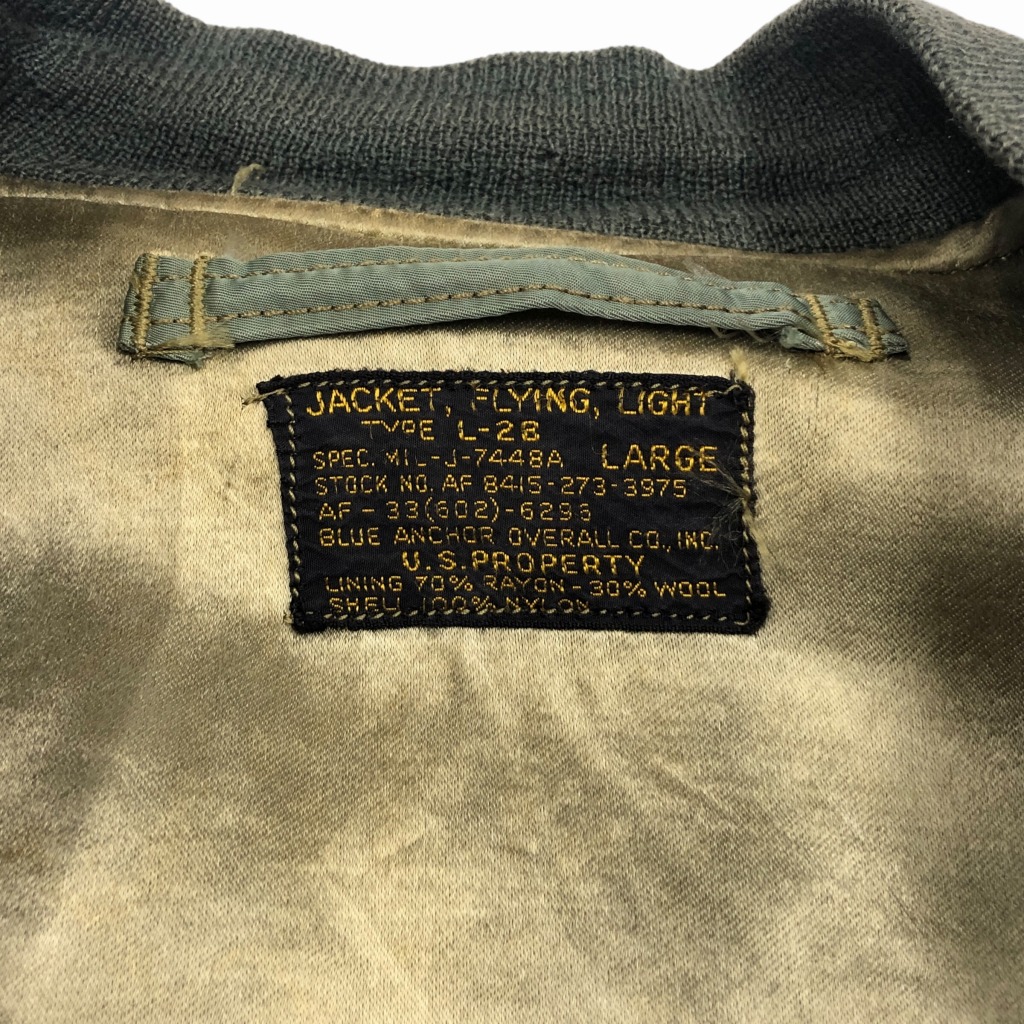 JACKET, FLYING, LIGHT
TYPE L-2B
SPEC. MIL-J-7448A LARGE
STOCK NO. AF 8415-273-3975
AF-33(602)-6293
BLUE ANCHOR OVERALL CO., INC.
U.S. PROPERTY
LINING 70% RAYON-30% WOOL
SHELL 100% NYLON